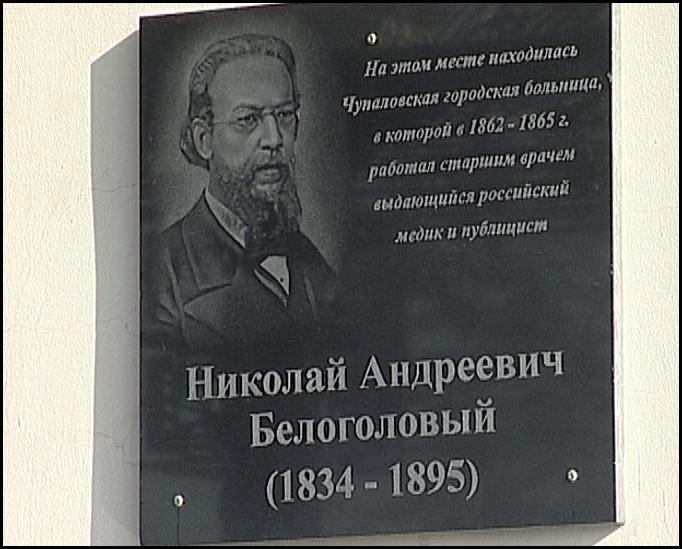 На этом месте находилась
Чупаловская городская больница,
в которой в 1862 - 1865 г.
работал старшим врачем
выдающийся российский
медик и публицист
Николай Андреевич
Белоголовый
(1834 - 1895)